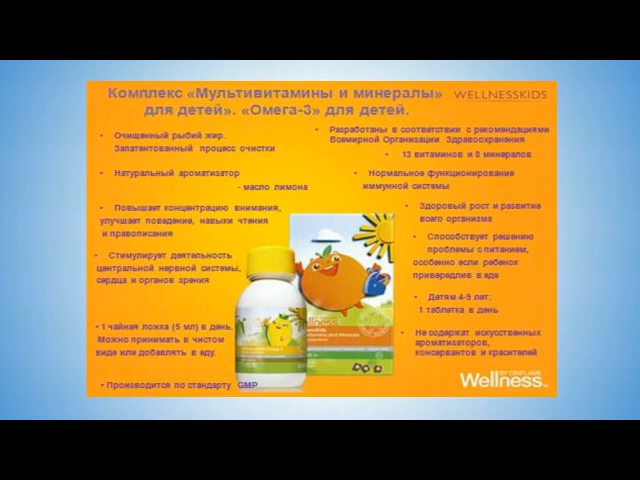 Комплекс «Мультивитамины и минералы»
для детей». «Омега-3» для детей.
WELLNESSKIDS
• Очищенный рыбий жир.
Запатентованный процесс очистки
• Натуральный ароматизатор
- масло лимона
• Повышает концентрацию внимания,
улучшает поведение, навыки чтения
и правописания
• Стимулирует деятельность
центральной нервной системы,
сердца и органов зрения
• 1 чайная ложка (5 мл) в день.
Можно принимать в чистом
виде или добавлять в еду.
• Производится по стандарту GMP
• Разработаны в соответствии с рекомендациями
Всемирной Организации Здравоохранения
• 13 витаминов и 8 минералов
• Нормальное функционирование
иммунной системы
• Здоровый рост и развитие
всего организма
• Способствует решению
проблемы с питанием,
особенно если ребенок
привередлив в еде
• Детям 4-9 лет:
1 таблетка в день
• Не содержат искусственных
ароматизаторов,
консервантов и красителей
BY ORIFLAME
Wellness